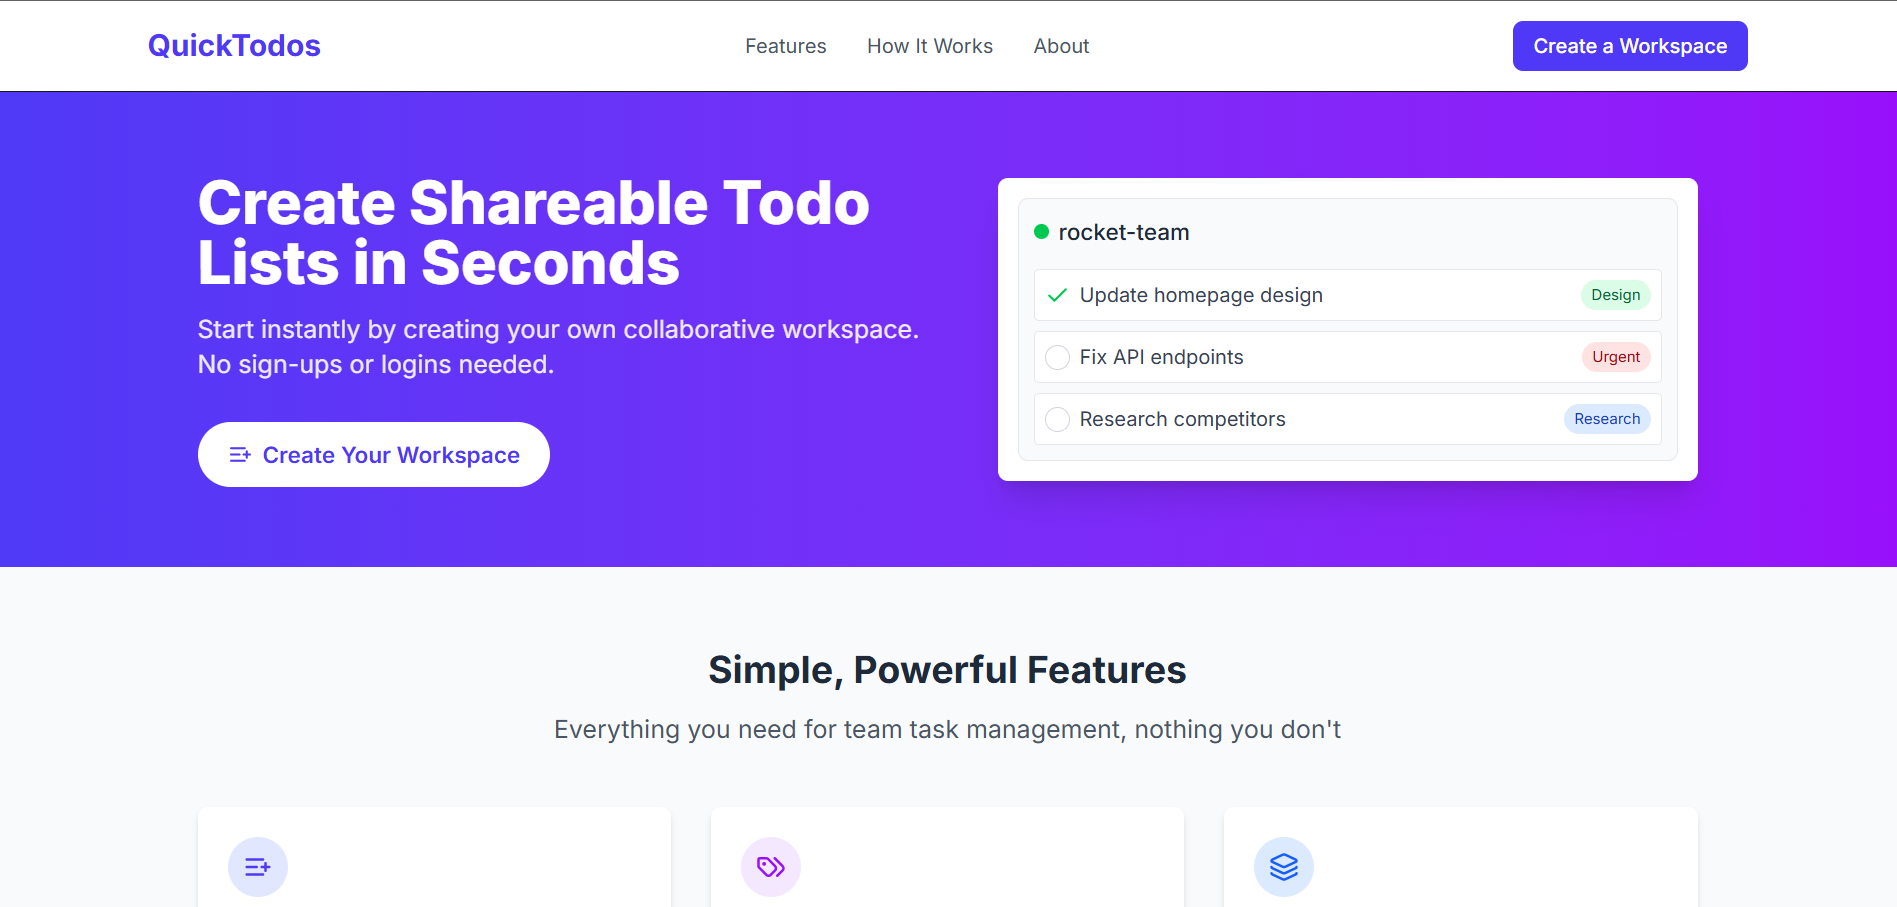 QuickTodos
Features
How It Works
About
Create a Workspace
Create Shareable Todo
Lists in Seconds
Start instantly by creating your own collaborative workspace.
No sign-ups or logins needed.
Create Your Workspace
rocket-team
Update homepage design
Design
Fix API endpoints
Urgent
Research competitors
Research
Simple, Powerful Features
Everything you need for team task management, nothing you don't